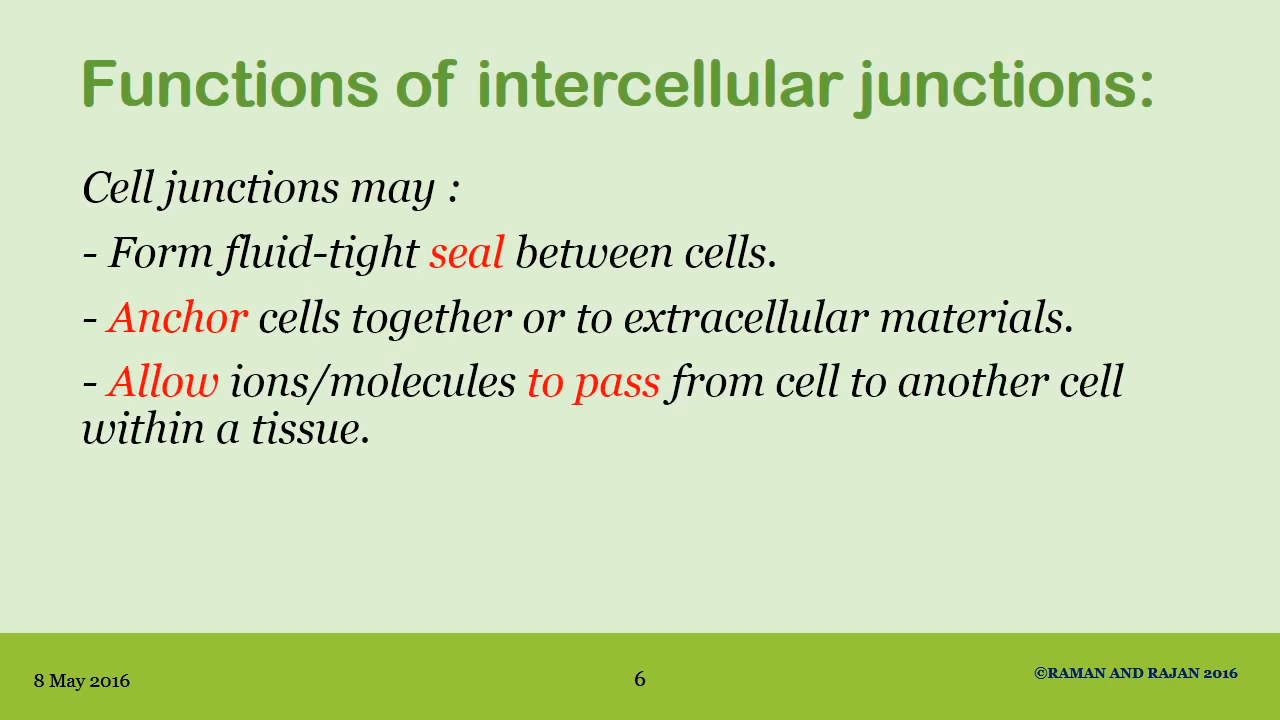 Functions of intercellular junctions:
Cell junctions may :
- Form fluid-tight seal between cells.
- Anchor cells together or to extracellular materials.
- Allow ions/molecules to pass from cell to another cell
within a tissue.
8 May 2016
6
©RAMAN AND RAJAN 2016